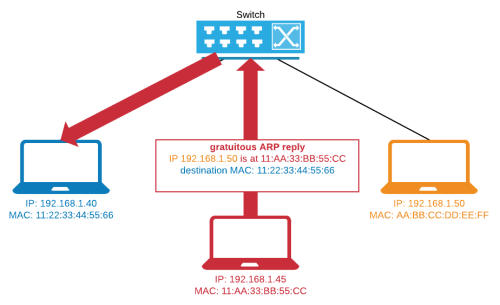 Switch
gratuitous ARP reply
IP 192.168.1.50 is at 11:AA:33:BB:55:CC
destination MAC: 11:22:33:44:55:66
IP: 192.168.1.40
MAC: 11:22:33:44:55:66
IP: 192.168.1.50
MAC: AA:BB:CC:DD:EE:FF
IP: 192.168.1.45
MAC: 11:AA:33:BB:55:CC